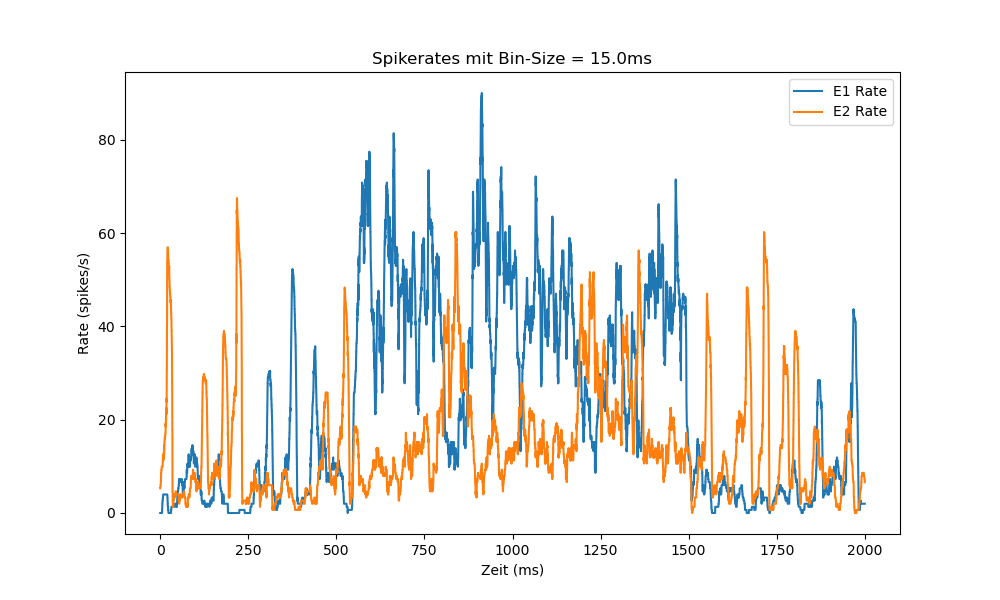 Spikerates mit Bin-Size = 15.0ms
E1 Rate
E2 Rate
80
60
40
20
0
Rate (spikes/s)
0 250 500 750 1000 1250 1500 1750 2000
Zeit (ms)